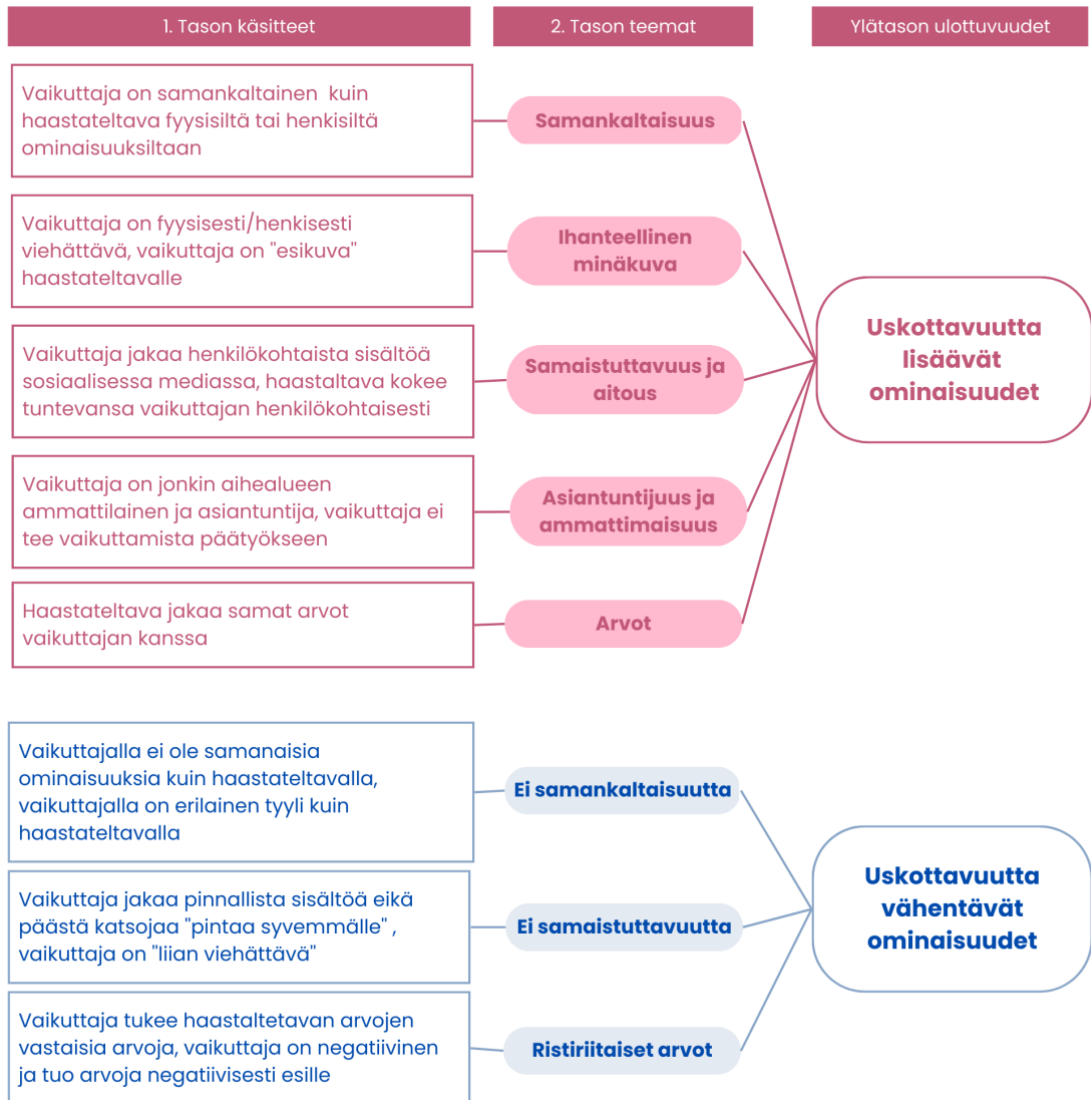 1. Tason käsitteet
2. Tason teemat
Ylätason ulottuvuudet
Vaikuttaja on samankaltainen kuin
haastateltava fyysisiltä tai henkisiltä
ominaisuuksiltaan
Samankaltaisuus
Vaikuttaja on fyysisesti/henkisesti
viehättävä, vaikuttaja on "esikuva"
haastateltavalle
Ihanteellinen
minäkuva
Vaikuttaja jakaa henkilökohtaista sisältöä
sosiaalisessa mediassa, haastaltava kokee
tuntevansa vaikuttajan henkilökohtaisesti
Samaistuttavuus ja
aitous
Vaikuttaja on jonkin aihealueen
ammattilainen ja asiantuntija, vaikuttaja ei
tee vaikuttamista päätyökseen
Asiantuntijuus ja
ammattimaisuus
Haastateltava jakaa samat arvot
vaikuttajan kanssa
Arvot
Uskottavuutta
lisäävät
ominaisuudet
Vaikuttajalla ei ole samanaisia
ominaisuuksia kuin haastateltavalla,
vaikuttajalla on erilainen tyyli kuin
haastateltavalla
Ei samankaltaisuutta
Vaikuttaja jakaa pinnallista sisältöä eikä
päästä katsojaa "pintaa syvemmälle" ,
vaikuttaja on "liian viehättävä"
Ei samaistuttavuutta
Vaikuttaja tukee haastaltetavan arvojen
vastaisia arvoja, vaikuttaja on negatiivinen
ja tuo arvoja negatiivisesti esille
Ristiriitaiset arvot
Uskottavuutta
vähentävät
ominaisuudet